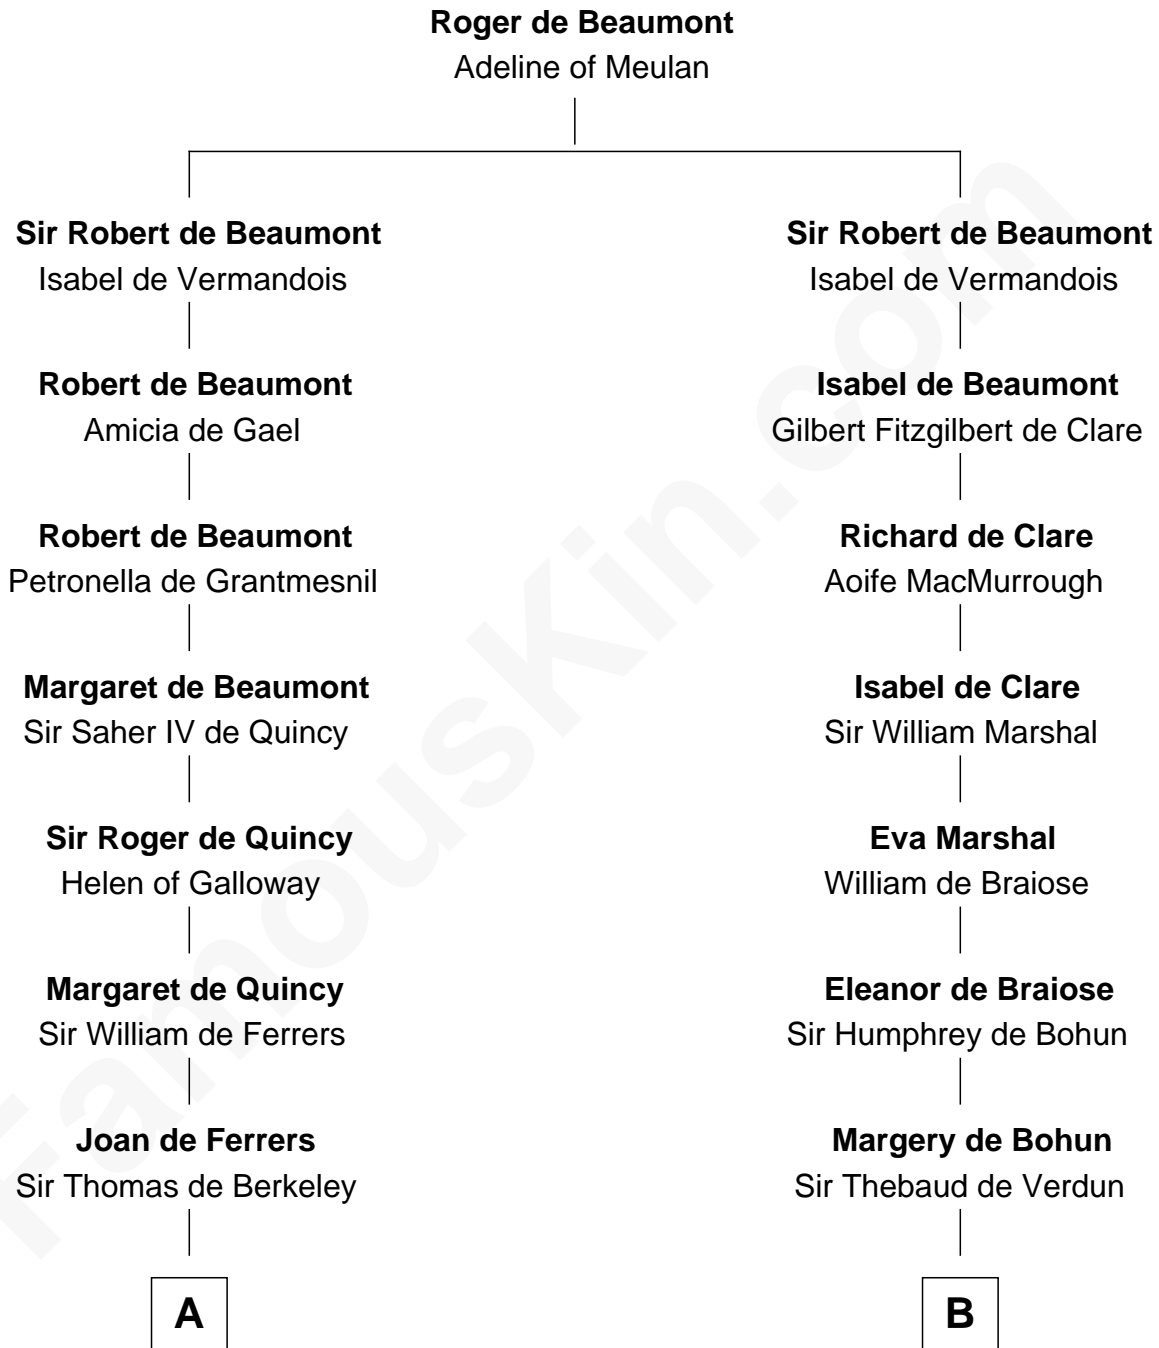 Roger de Beaumont
Adeline of Meulan
Sir Robert de Beaumont
Isabel de Vermandois
Sir Robert de Beaumont
Isabel de Vermandois
Robert de Beaumont
Amicia de Gael
Isabel de Beaumont
Gilbert Fitzgilbert de Clare
Robert de Beaumont
Petronella de Grantmesnil
Richard de Clare
Aoife MacMurrough
Margaret de Beaumont
Sir Saher IV de Quincy
Isabel de Clare
Sir William Marshal
Sir Roger de Quincy
Helen of Galloway
Eva Marshal
William de Braiose
Margaret de Quincy
Sir William de Ferrers
Eleanor de Braiose
Sir Humphrey de Bohun
Joan de Ferrers
Sir Thomas de Berkeley
Margery de Bohun
Sir Thebaud de Verdun
A
B
FamousKin.com